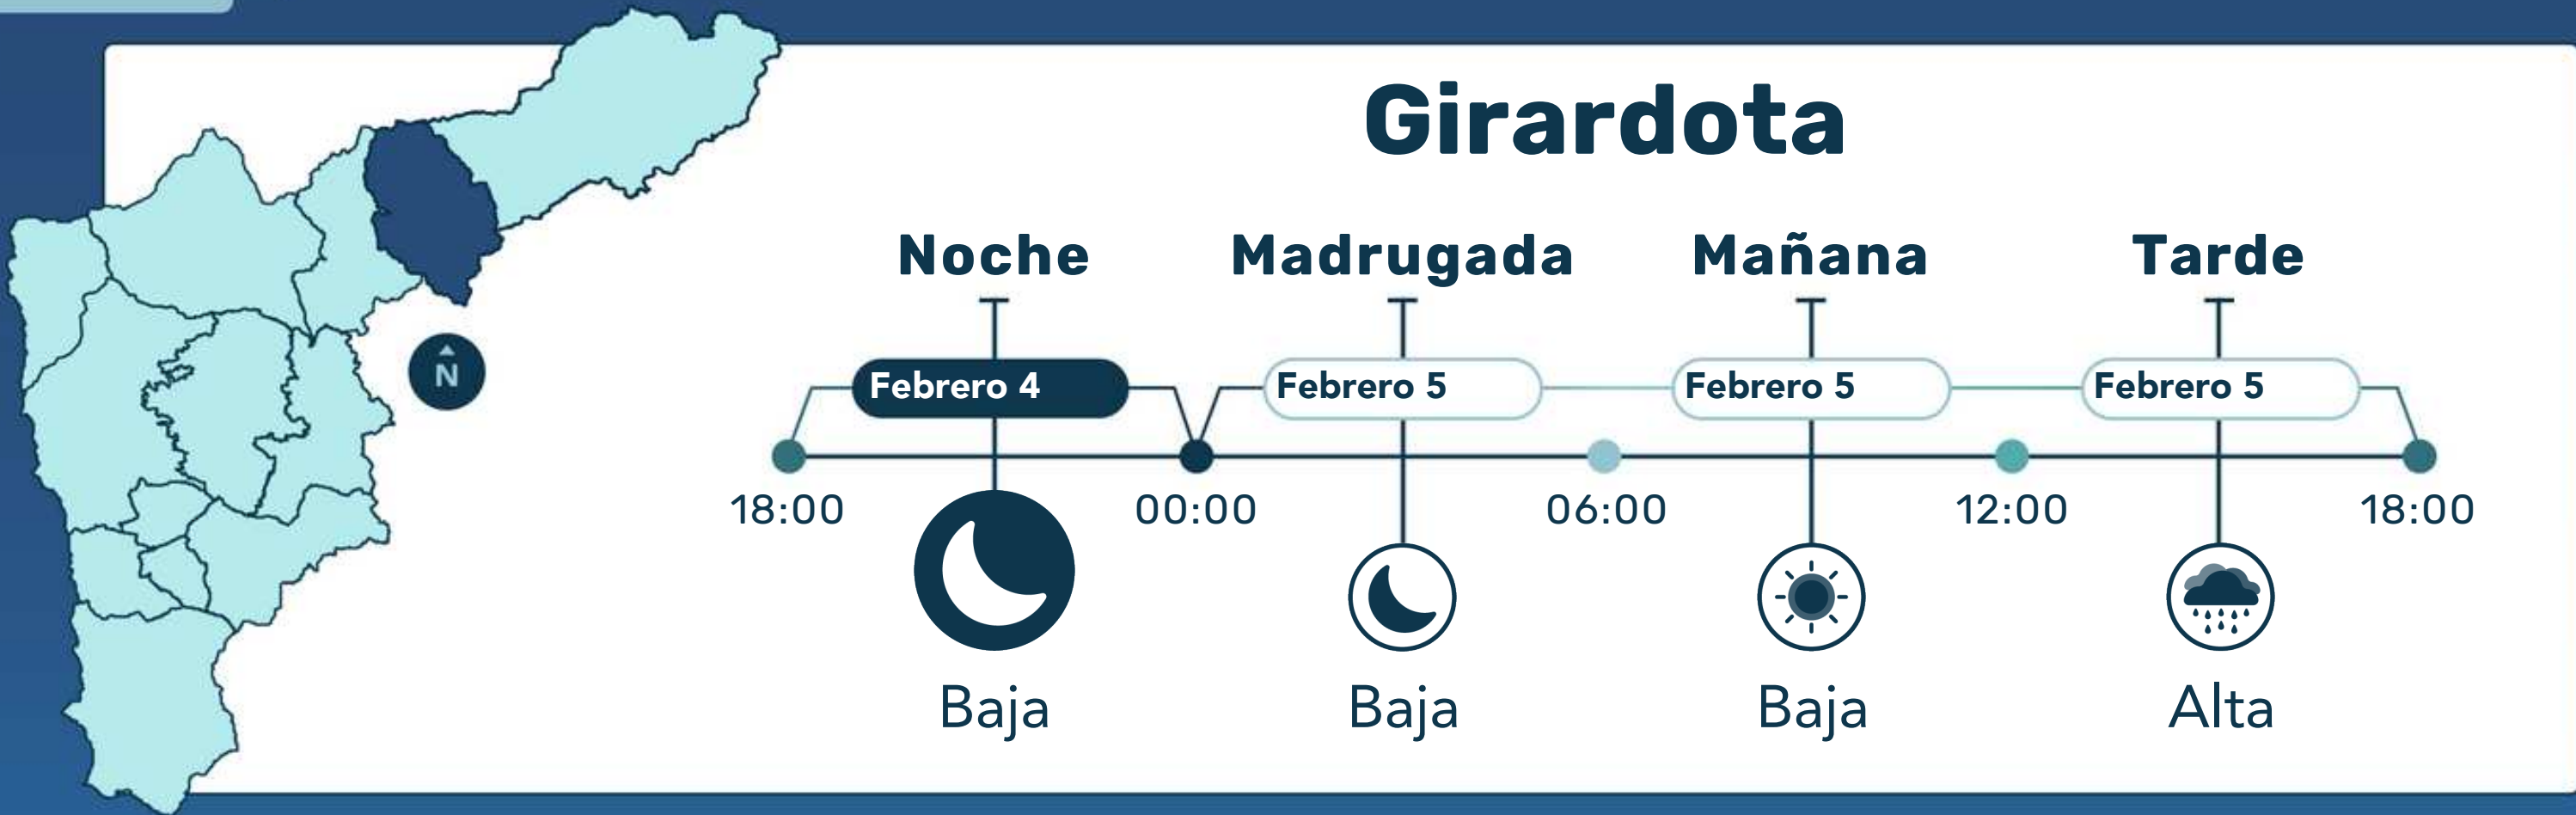 Girardota
Noche Madrugada Mañana Tarde
Febrero 4 Febrero 5 Febrero 5 Febrero 5
N
18:00 00:00 06:00 12:00 18:00
Baja Baja Baja Alta